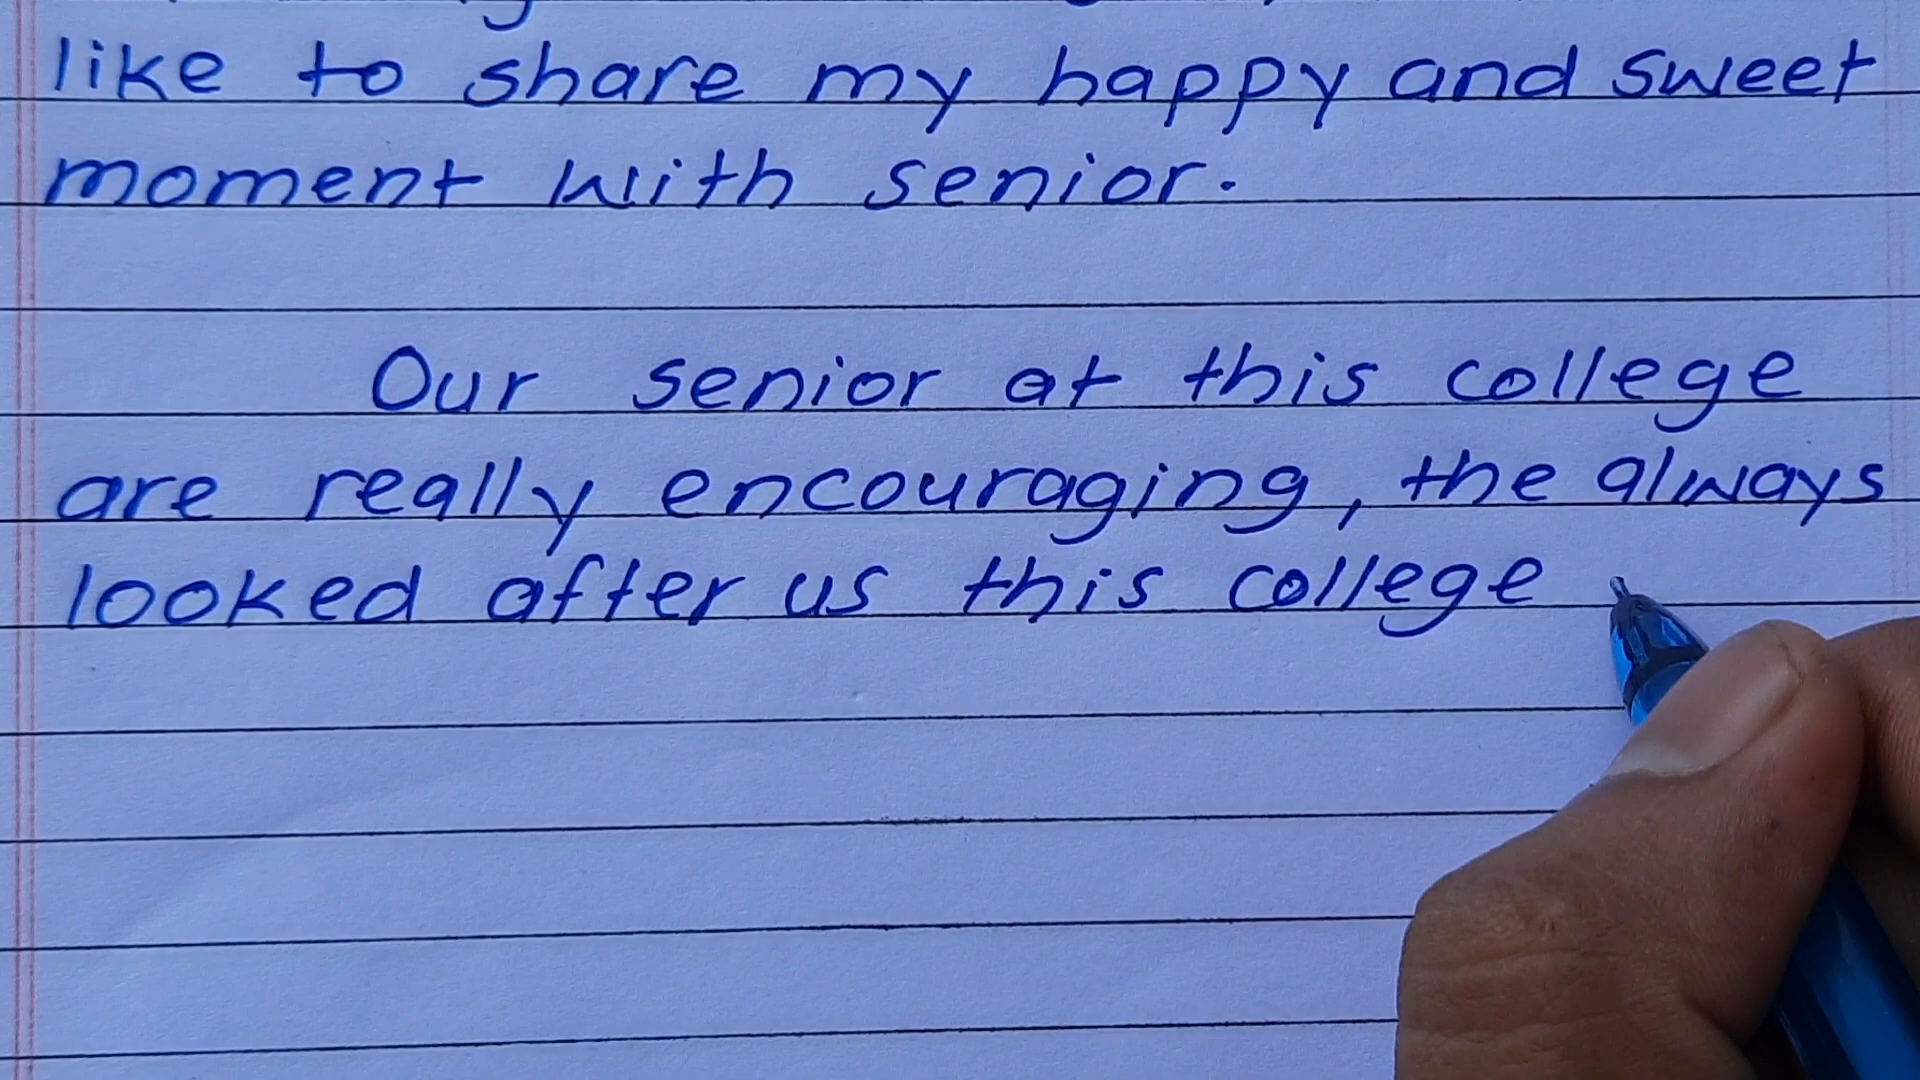 like to share my happy and sweet
moment with senior.
Our senior at this college
are really encouraging, the always
looked after us this college